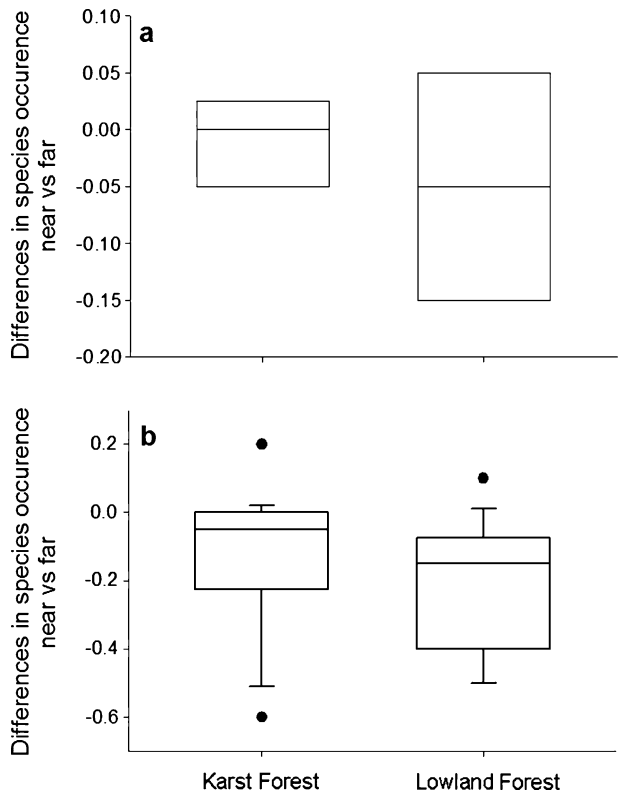 0.10
a
0.05
0.00
-0.05
-0.10
-0.15
-0.20
Differences in species occurence
near vs far
b
0.2
0.0
-0.2
-0.4
-0.6
Differences in species occurence
near vs far
Karst Forest
Lowland Forest